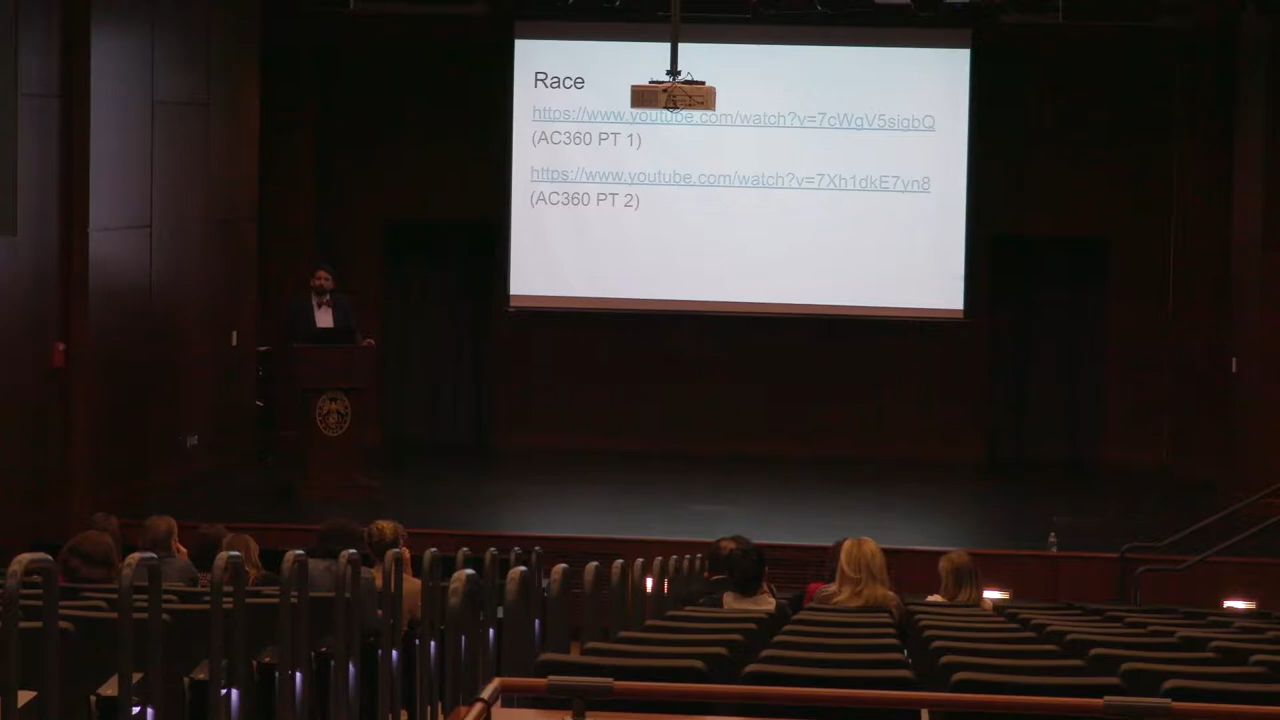 Race
https://www.youtube.com/watch?v=7cWgV5sigbQ
(AC360 PT 1)
https://www.youtube.com/watch?v=7Xh1dkE7yn8
(AC360 PT 2)